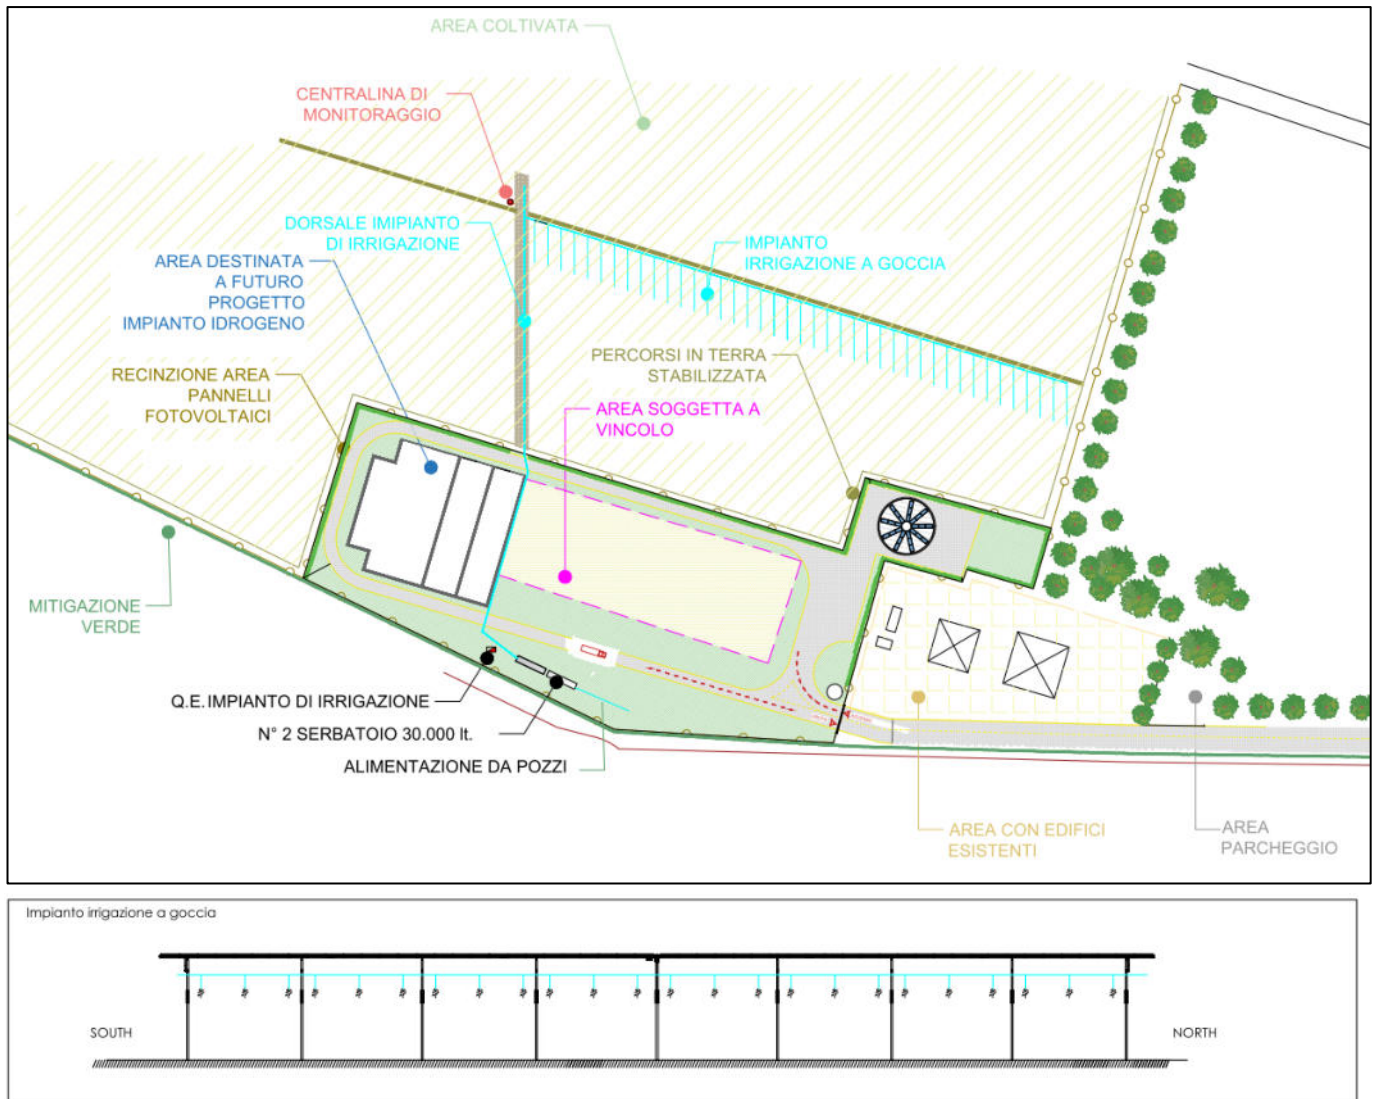 AREA COLTIVATA
CENTRALINA DI
MONITORAGGIO
DORSALE IMPIANTO
DI IRRIGAZIONE
IMPIANTO
IRRIGAZIONE A GOCCIA
AREA DESTINATA
A FUTURO
PROGETTO
IMPIANTO IDROGENO
PERCORSI IN TERRA
STABILIZZATA
RECINZIONE AREA
PANNELLI
FOTOVOLTAICI
AREA SOGGETTA A
VINCOLO
MITIGAZIONE
VERDE
Q.E. IMPIANTO DI IRRIGAZIONE
N° 2 SERBATOIO 30.000 lt.
ALIMENTAZIONE DA POZZI
AREA CON EDIFICI
ESISTENTI
AREA
PARCHEGGIO
Impianto irrigazione a goccia
SOUTH
NORTH